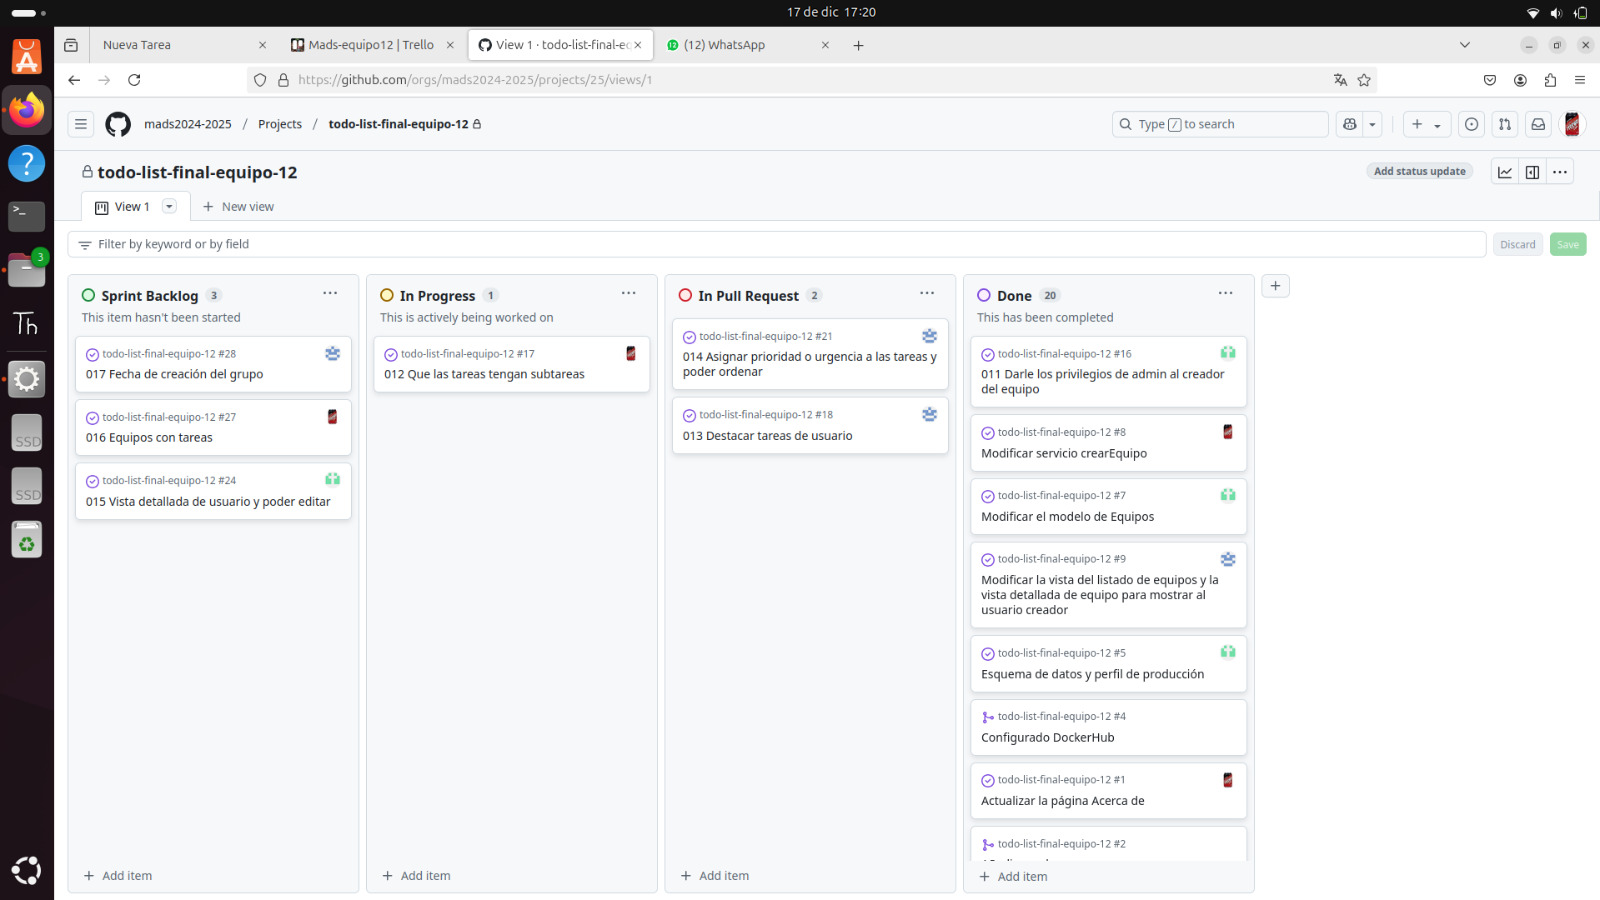 17 de dic 17:20
Nueva Tarea
Mads-equipo12 | Trello
View 1 · todo-list-final-eq
(12) WhatsApp
https://github.com/orgs/mads2024-2025/projects/25/views/1
mads2024-2025 / Projects / todo-list-final-equipo-12
Type / to search
todo-list-final-equipo-12
Add status update
View 1
New view
Filter by keyword or by field
Discard
Save
3
Sprint Backlog 3
This item hasn't been started
todo-list-final-equipo-12 #28
017 Fecha de creación del grupo
todo-list-final-equipo-12 #27
016 Equipos con tareas
todo-list-final-equipo-12 #24
015 Vista detallada de usuario y poder editar
Add item
In Progress 1
This is actively being worked on
todo-list-final-equipo-12 #17
012 Que las tareas tengan subtareas
Add item
In Pull Request 2
todo-list-final-equipo-12 #21
014 Asignar prioridad o urgencia a las tareas y
poder ordenar
todo-list-final-equipo-12 #18
013 Destacar tareas de usuario
Add item
Done 20
This has been completed
todo-list-final-equipo-12 #16
011 Darle los privilegios de admin al creador
del equipo
todo-list-final-equipo-12 #8
Modificar servicio crearEquipo
todo-list-final-equipo-12 #7
Modificar el modelo de Equipos
todo-list-final-equipo-12 #9
Modificar la vista del listado de equipos y la
vista detallada de equipo para mostrar al
usuario creador
todo-list-final-equipo-12 #5
Esquema de datos y perfil de producción
todo-list-final-equipo-12 #4
Configurado DockerHub
todo-list-final-equipo-12 #1
Actualizar la página Acerca de
todo-list-final-equipo-12 #2
Add item
Th
SSD
SSD